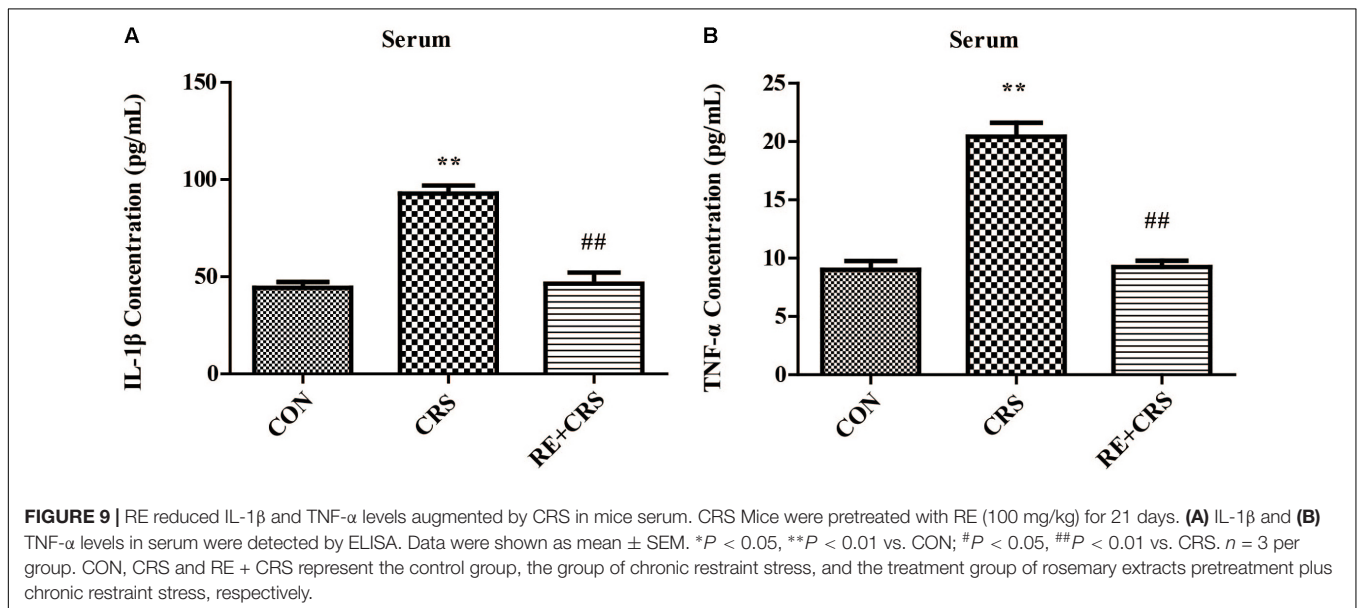 A
Serum
IL-1β Concentration (pg/mL)
150
100
50
0
**
##
CON
CRS
RE+CRS
B
Serum
TNF-α Concentration (pg/mL)
25
20
15
10
5
0
**
##
CON
CRS
RE+CRS
FIGURE 9 | RE reduced IL-1β and TNF-α levels augmented by CRS in mice serum. CRS Mice were pretreated with RE (100 mg/kg) for 21 days. (A) IL-1β and (B)
TNF-α levels in serum were detected by ELISA. Data were shown as mean ± SEM. *P < 0.05, **P < 0.01 vs. CON; #P < 0.05, ##P < 0.01 vs. CRS. n = 3 per
group. CON, CRS and RE + CRS represent the control group, the group of chronic restraint stress, and the treatment group of rosemary extracts pretreatment plus
chronic restraint stress, respectively.